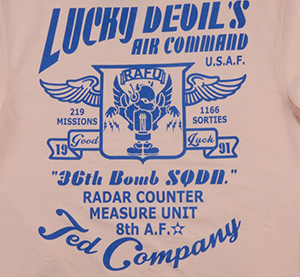 LUCKY DEVIL'S
AIR COMMAND
U.S.A.F.
RAFU
219
MISSIONS
1166
SORTIES
19 Good Luck 91
"36th Bomb SQDN."
RADAR COUNTER
MEASURE UNIT
8th A.F.☆
Ted Company